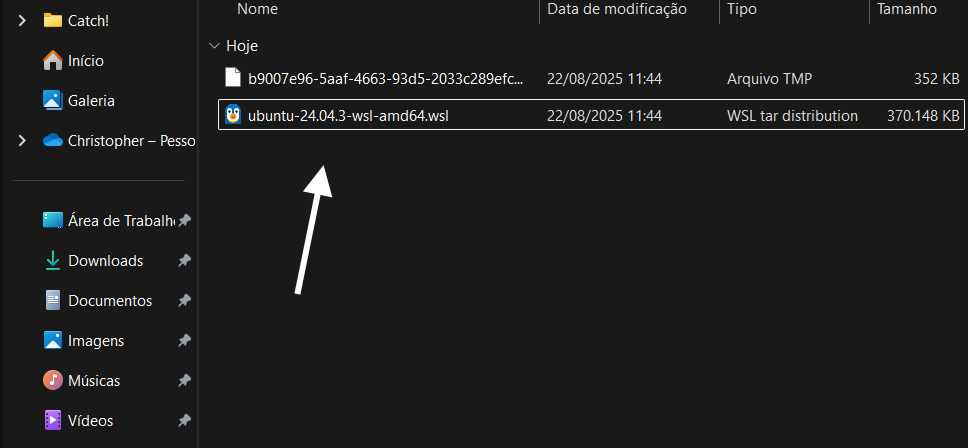 Nome Data de modificação Tipo Tamanho
Catch!
Início
Galeria
Christopher – Pesso
Área de Trabalh
Downloads
Documentos
Imagens
Músicas
Vídeos
Hoje
b9007e96-5aaf-4663-93d5-2033c289efc... 22/08/2025 11:44 Arquivo TMP 352 KB
ubuntu-24.04.3-wsl-amd64.wsl 22/08/2025 11:44 WSL tar distribution 370.148 KB